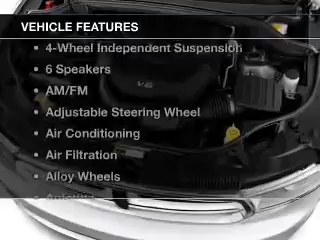 VEHICLE FEATURES
• 4-Wheel Independent Suspension
• 6 Speakers
• AM/FM
• Adjustable Steering Wheel
• Air Conditioning
• Air Filtration
• Alloy Wheels
V6